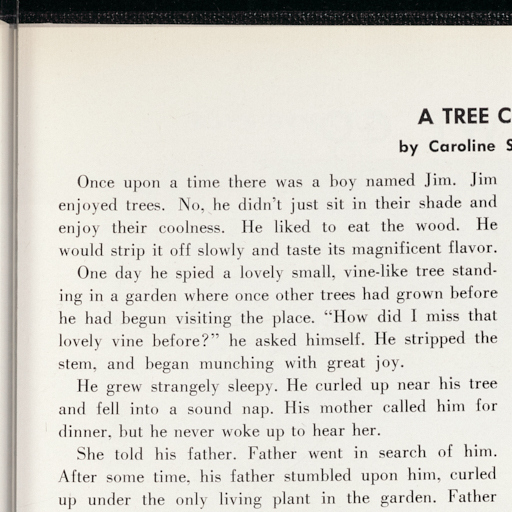 A TREE C
by Caroline S
Once upon a time there was a boy named Jim. Jim
enjoyed trees. No, he didn't just sit in their shade and
enjoy their coolness. He liked to eat the wood. He
would strip it off slowly and taste its magnificent flavor.
One day he spied a lovely small, vine-like tree stand-
ing in a garden where once other trees had grown before
he had begun visiting the place. "How did I miss that
lovely vine before?" he asked himself. He stripped the
stem, and began munching with great joy.
He grew strangely sleepy. He curled up near his tree
and fell into a sound nap. His mother called him for
dinner, but he never woke up to hear her.
She told his father. Father went in search of him.
After some time, his father stumbled upon him, curled
up under the only living plant in the garden. Father